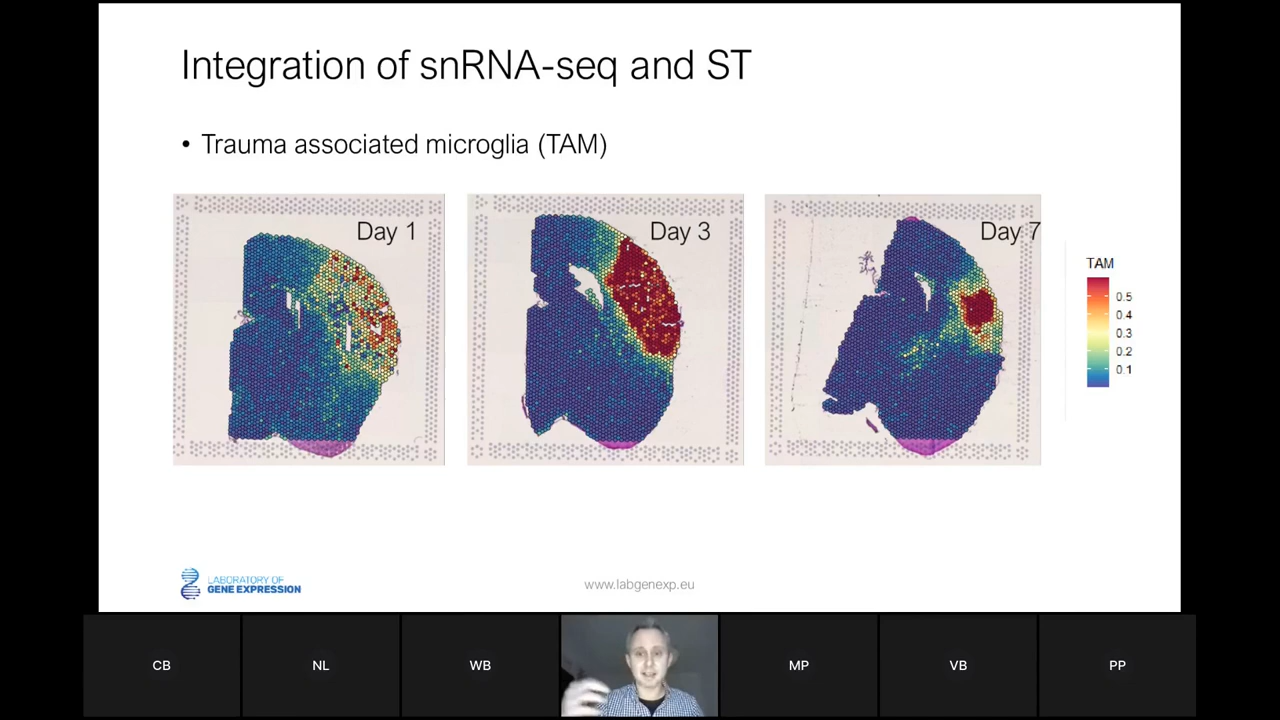 Integration of snRNA-seq and ST
• Trauma associated microglia (TAM)
Day 1
Day 3
Day 7
TAM
0.5
0.4
0.3
0.2
0.1
LABORATORY OF
GENE EXPRESSION
www.labgenexp.eu
CB
NL
WB
MP
VB
PP